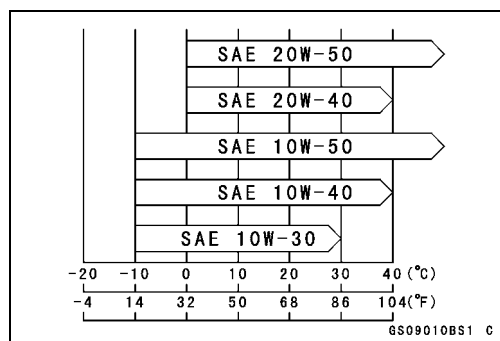 SAE 20W-50
SAE 20W-40
SAE 10W-50
SAE 10W-40
SAE 10W-30
-20 -10 0 10 20 30 40 (°C)
-4 14 32 50 68 86 104 (°F)
GS09010BS1 C